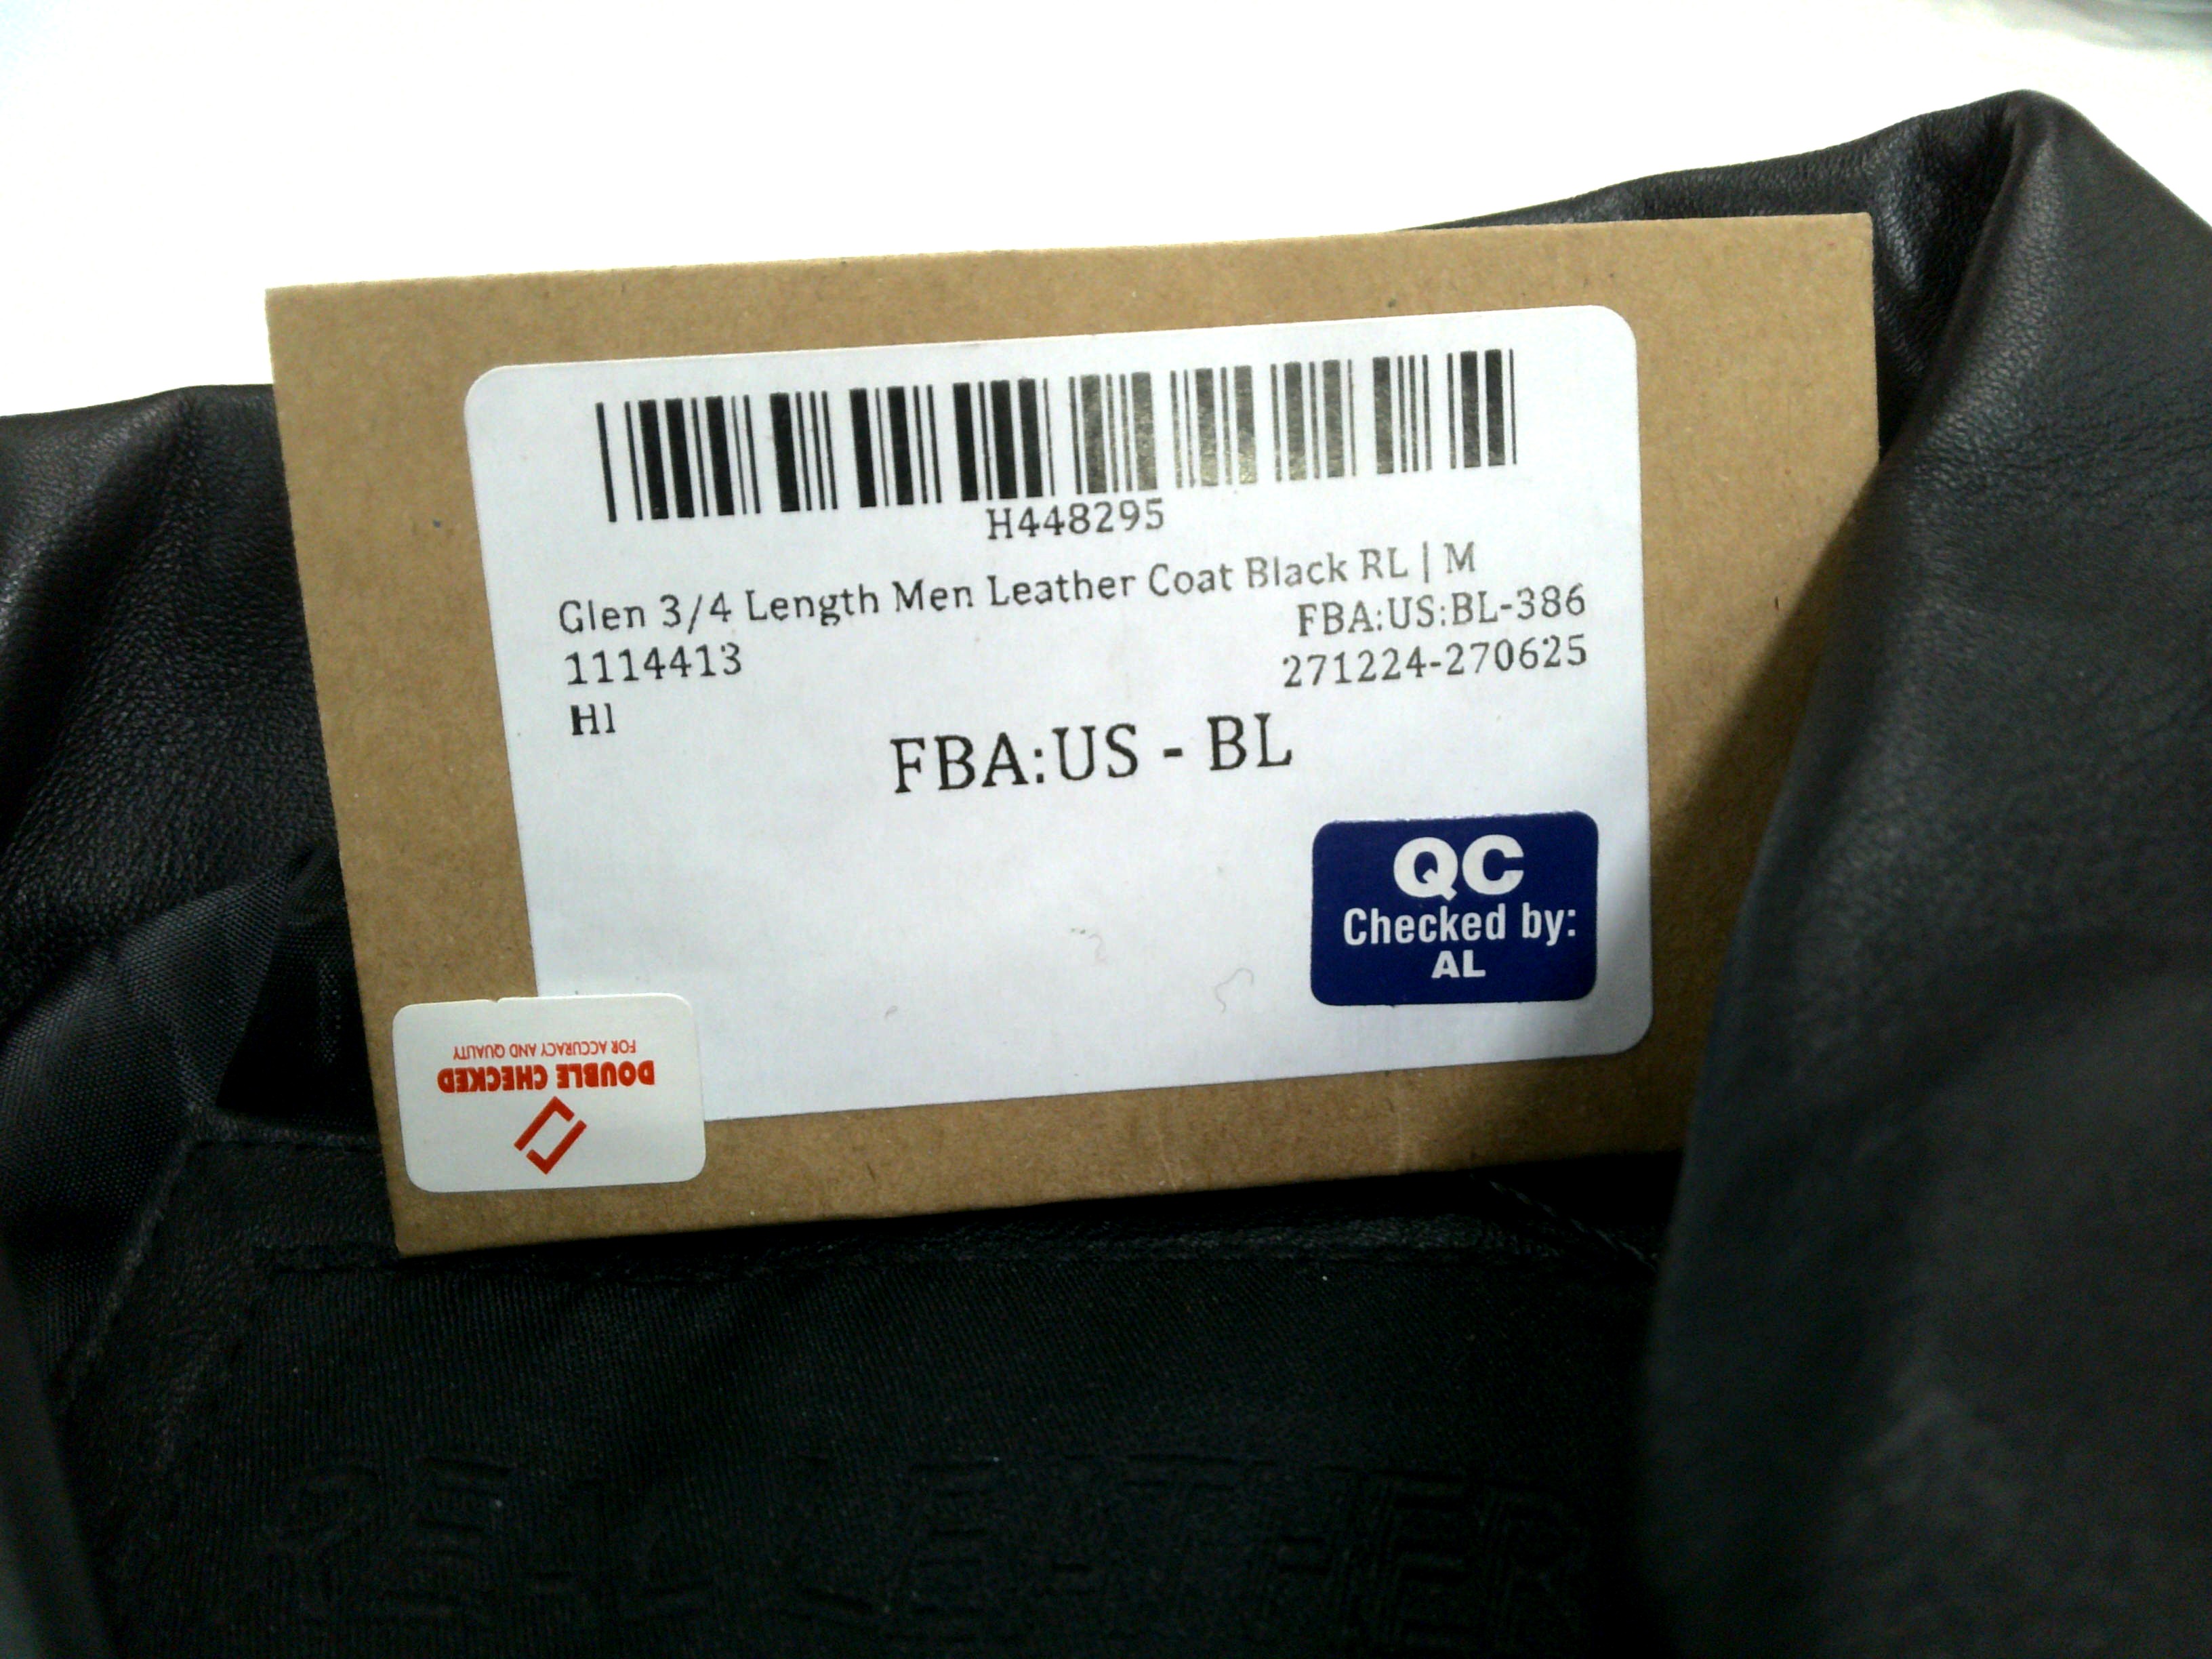 H448295
Glen 3/4 Length Men Leather Coat Black RL | M
FBA:US:BL-386
1114413
271224-270625
H1
FBA:US - BL
QC
Checked by:
AL
DOUBLE CHECKED
FOR ACCURACY AND QUALITY